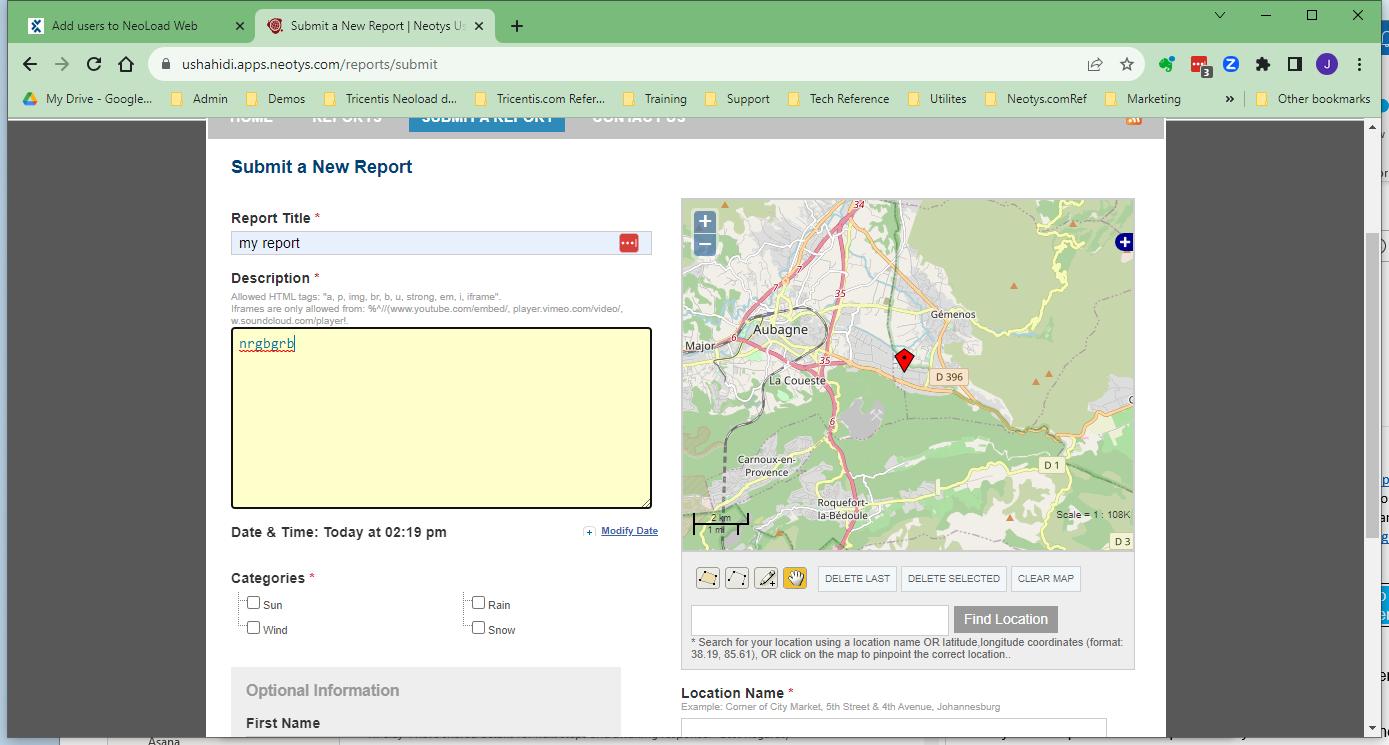 Add users to NeoLoad Web
Submit a New Report | Neotys Us
ushahidi.apps.neotys.com/reports/submit
3
Z
J
My Drive - Google...
Admin
Demos
Tricentis Neoload d...
Tricentis.com Refer...
Training
Support
Tech Reference
Utilites
Neotys.comRef
Marketing
»
Other bookmarks
HOME
REPORTS
SUBMIT A REPORT
CONTACT US
Submit a New Report
Report Title *
my report
Description *
Allowed HTML tags: "a, p, img, br, b, u, strong, em, i, iframe".
Iframes are only allowed from: %^//(www.youtube.com/embed/, player.vimeo.com/video/,
w.soundcloud.com/player!.
nrgbgrb
Date & Time: Today at 02:19 pm
Modify Date
Categories *
Sun
Rain
Wind
Snow
Optional Information
First Name
+
−
34
7
7
35
Gémenos
Aubagne
Major
6
35
La Coueste
D 396
6
Carnoux-en-
Provence
D 1
Roquefort-
la-Bédoule
2 km
1 mi
Scale = 1 : 108K
D 3
DELETE LAST
DELETE SELECTED
CLEAR MAP
Find Location
* Search for your location using a location name OR latitude,longitude coordinates (format:
38.19, 85.61), OR click on the map to pinpoint the correct location..
Location Name *
Example: Corner of City Market, 5th Street & 4th Avenue, Johannesburg
Asana